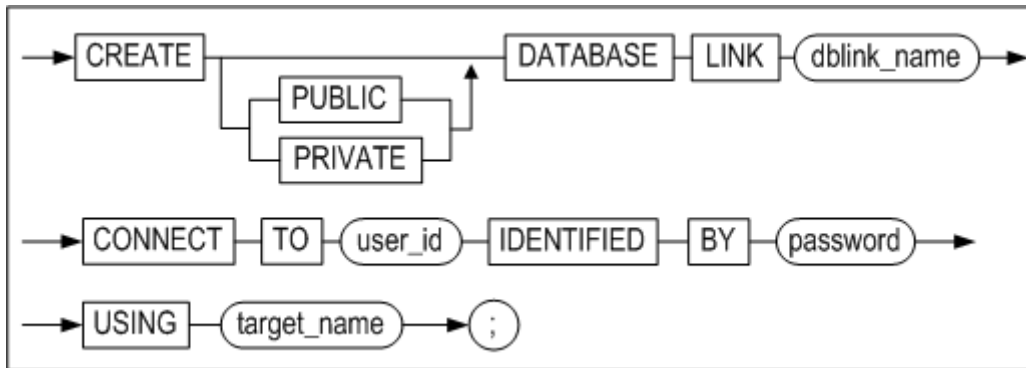 CREATE DATABASE LINK dblink_name
PUBLIC
PRIVATE
CONNECT TO user_id IDENTIFIED BY password
USING target_name ;